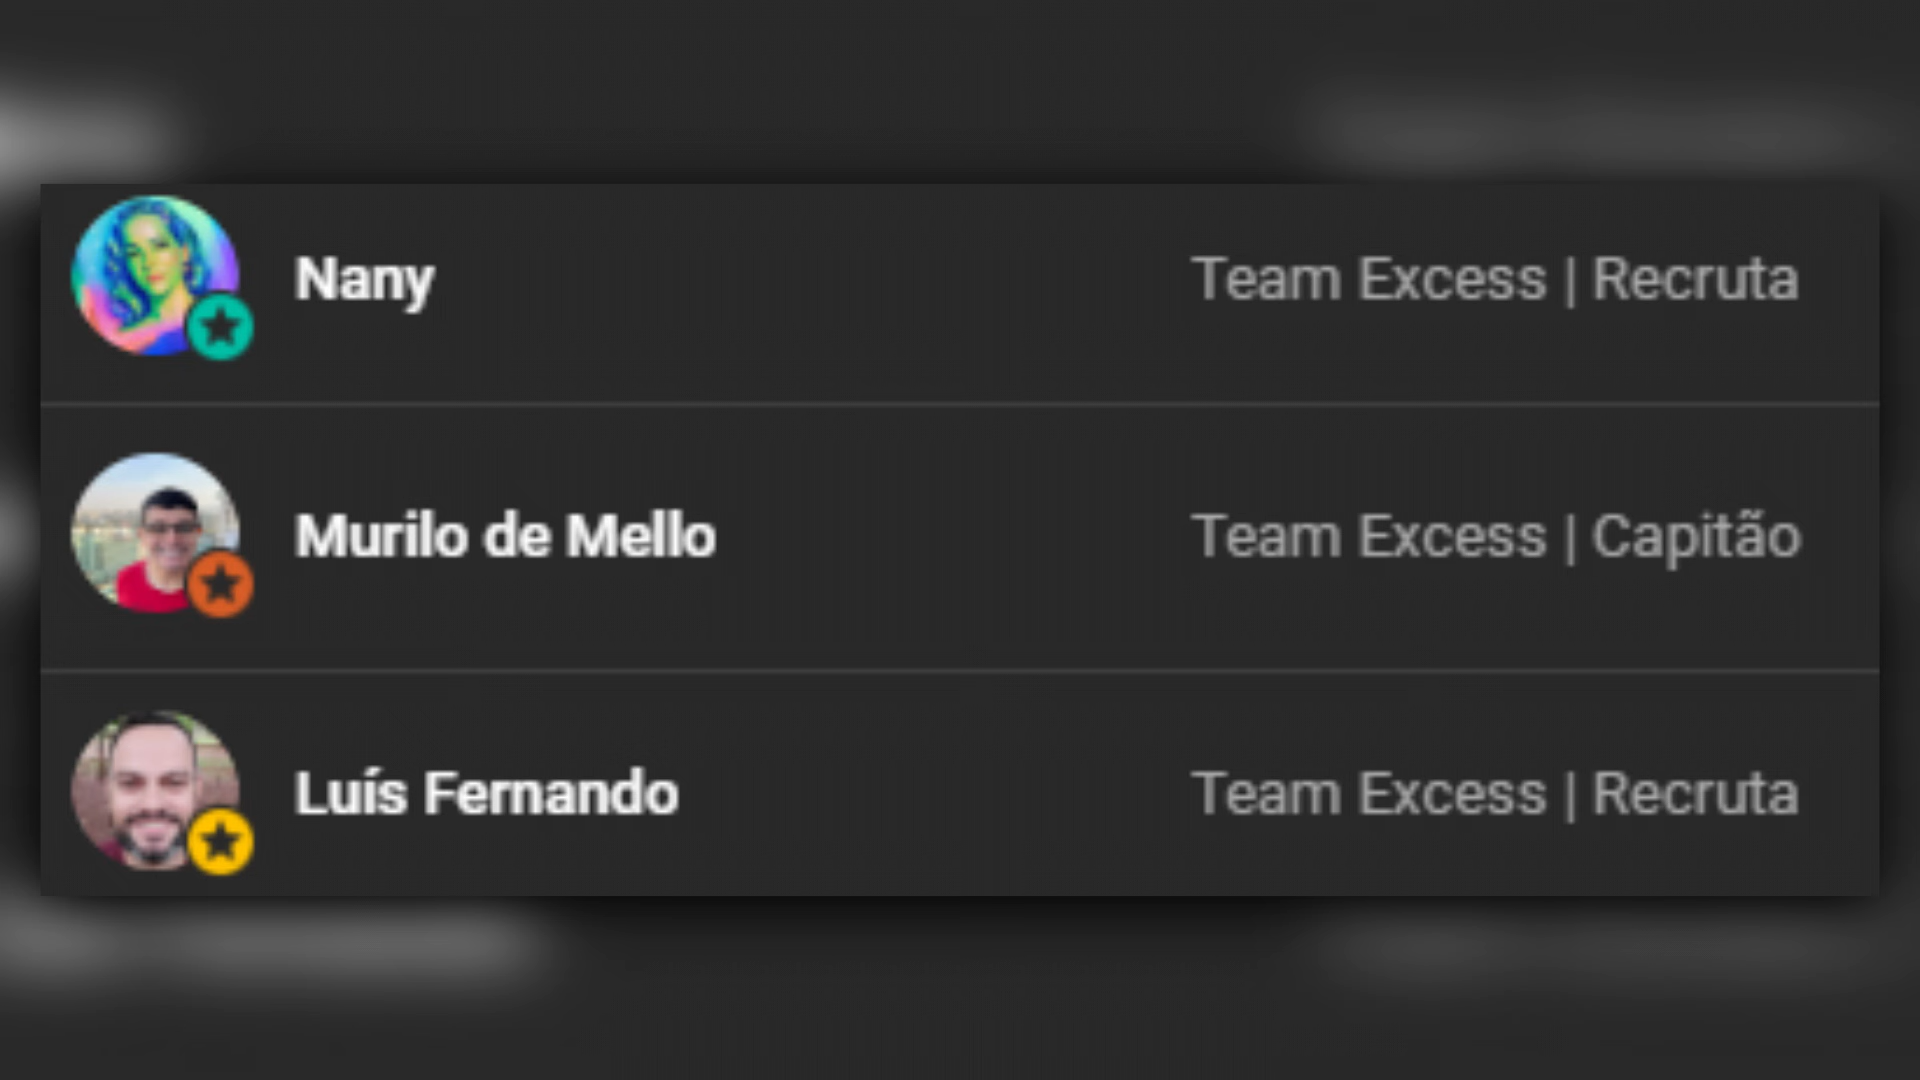 Nany Team Excess | Recruta
Murilo de Mello Team Excess | Capitão
Luís Fernando Team Excess | Recruta